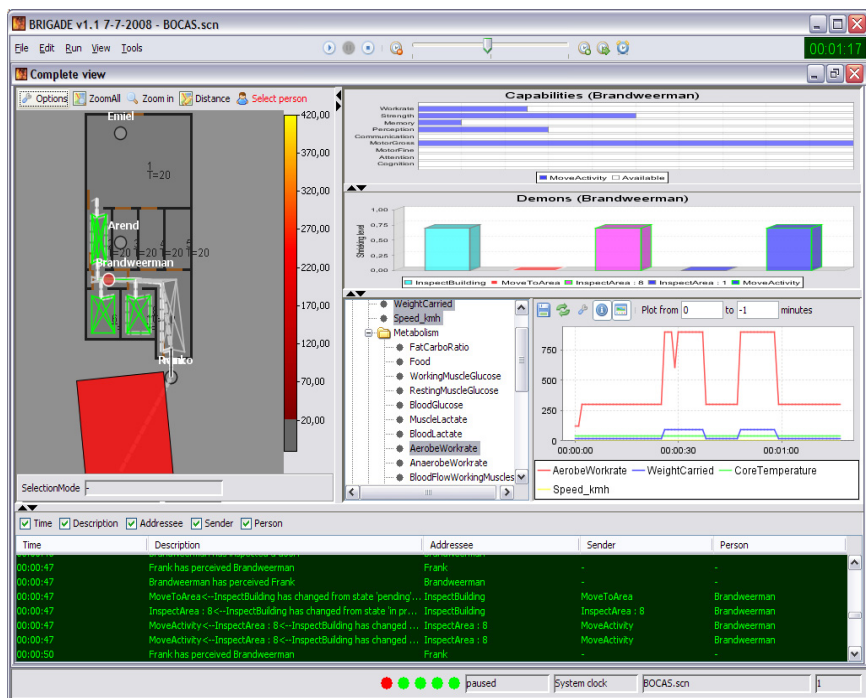 BRIGADE v1.1 7-7-2008 - BOCAS.scn
File Edit Run View Tools
00:01:17
Complete view
Options ZoomAll Zoom in Distance Select person
Emiel
1
T=20
Arend
Brandweerman
420,00
370,00
320,00
270,00
220,00
170,00
120,00
70,00
20,00
SelectionMode -
Capabilities (Brandweerman)
Workrate
Strength
Memory
Perception
Communication
MotorGross
MotorFine
Attention
Cognition
MoveActivity Available
Demons (Brandweerman)
Shrieking level
1,00
0,75
0,50
0,25
0,00
InspectBuilding MoveToArea InspectArea : 8 InspectArea : 1 MoveActivity
WeightCarried
Speed_kmh
Metabolism
FatCarboRatio
Food
WorkingMuscleGlucose
RestingMuscleGlucose
BloodGlucose
MuscleLactate
BloodLactate
AerobeWorkrate
AnaerobeWorkrate
BloodFlowWorkingMuscles
Plot from 0 to -1 minutes
750
500
250
0
00:00:00 00:00:30 00:01:00
AerobeWorkrate WeightCarried CoreTemperature
Speed_kmh
Time Description Addressee Sender Person
Time Description Addressee Sender Person
00:00:47 Frank has perceived Brandweerman Frank - -
00:00:47 Brandweerman has perceived Frank Brandweerman - -
00:00:47 MoveToArea<--InspectBuilding has changed from state 'pending'... InspectBuilding MoveToArea Brandweerman
00:00:47 InspectArea : 8<--InspectBuilding has changed from state 'in pr... InspectBuilding InspectArea : 8 Brandweerman
00:00:47 MoveActivity<--InspectArea : 8<--InspectBuilding has changed ... InspectArea : 8 MoveActivity Brandweerman
00:00:47 MoveActivity<--InspectArea : 8<--InspectBuilding has changed ... InspectArea : 8 MoveActivity Brandweerman
00:00:50 Frank has perceived Brandweerman Frank - -
paused System clock BOCAS.scn 1